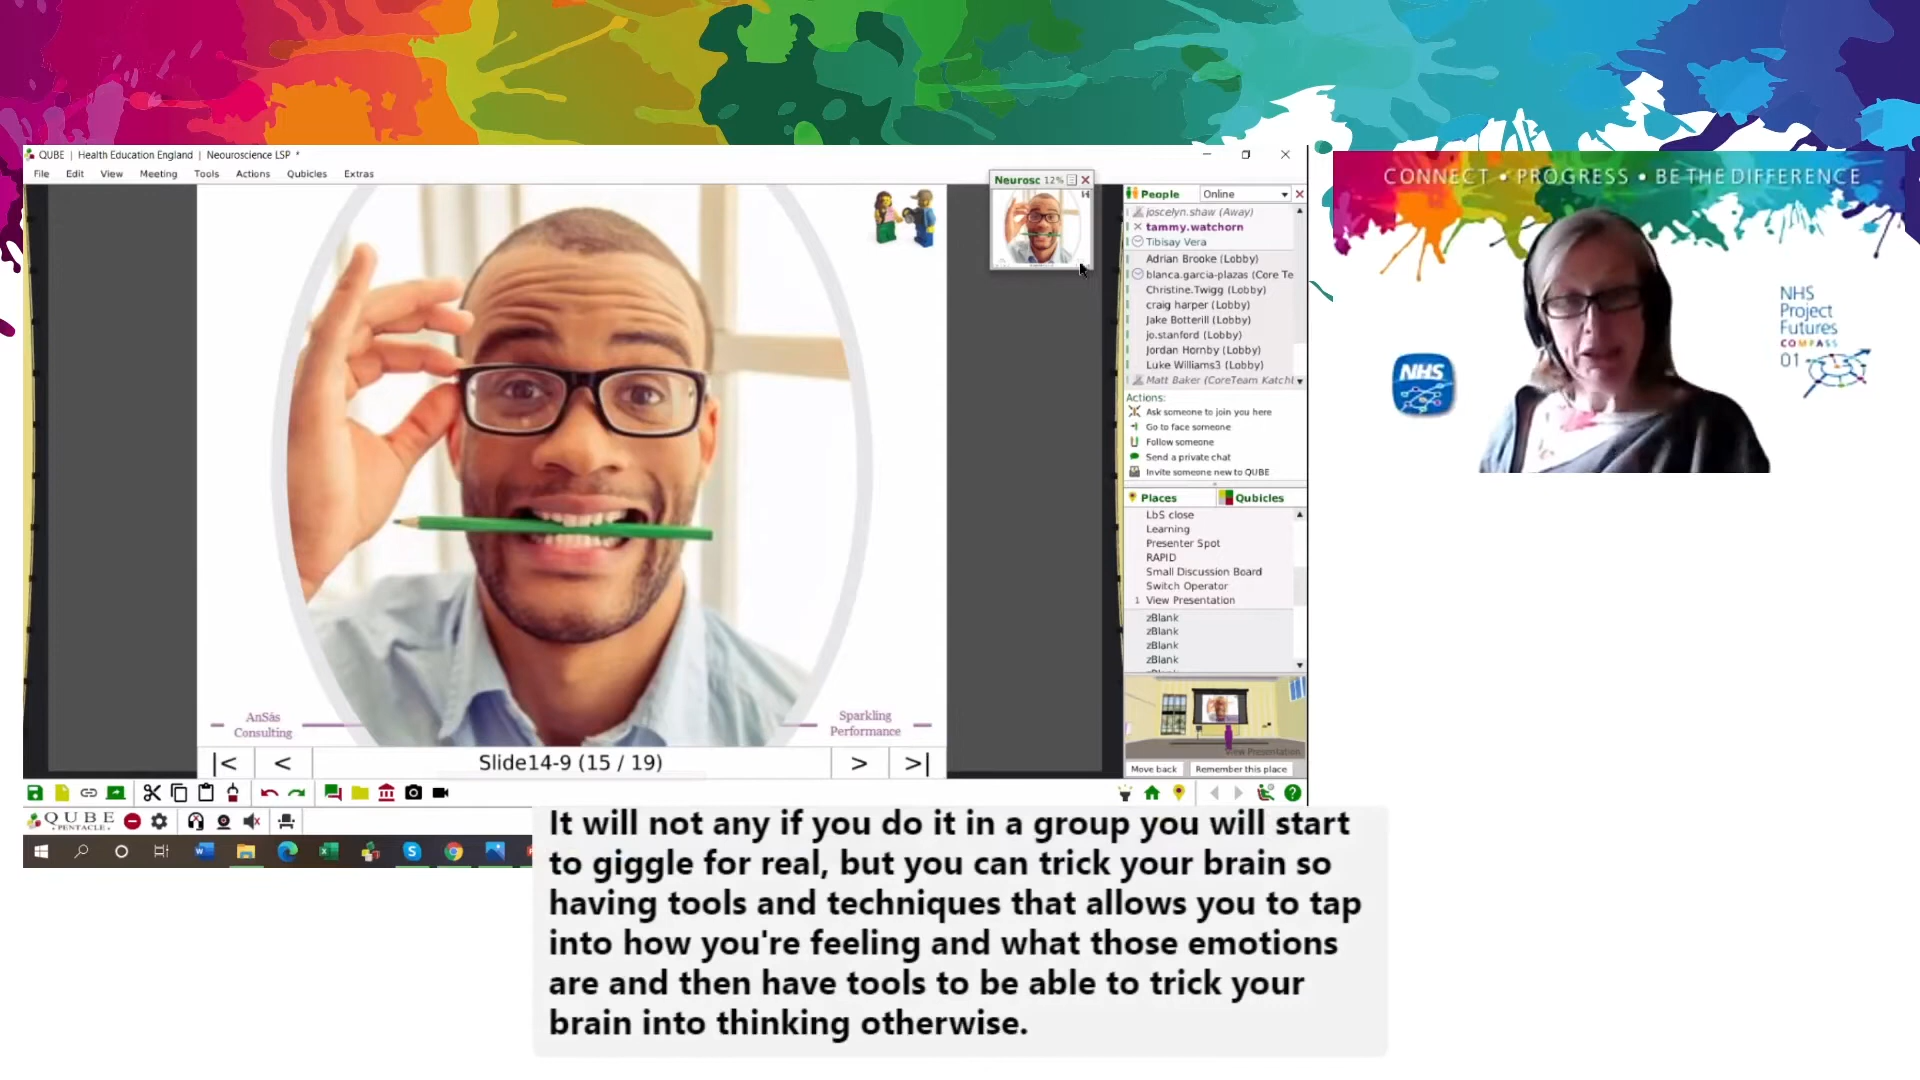 QUBE | Health Education England | Neouroscience LSP *
File Edit View Meeting Tools Actions Qubicles Extras
Neurosc 12%
People Online
joscelyn.shaw (Away)
tammy.watchorn
Tibisay Vera
Adrian Brooke (Lobby)
blanca.garcia-plazas (Core Te
Christine.Twigg (Lobby)
craig harper (Lobby)
Jake Botterill (Lobby)
jo.stanford (Lobby)
Jordan Hornby (Lobby)
Luke Williams3 (Lobby)
Matt Baker (CoreTeam Katchl
Actions:
Ask someone to join you here
Go to face someone
Follow someone
Send a private chat
Invite someone new to QUBE
Places Qubicles
LbS close
Learning
Presenter Spot
RAPID
Small Discussion Board
Switch Operator
1 View Presentation
zBlank
zBlank
zBlank
zBlank
View Presentation
Move back Remember this place
AnSás
Consulting
Sparkling
Performance
|< < Slide14-9 (15 / 19) > >|
QUBE
PENTACLE
CONNECT • PROGRESS • BE THE DIFFERENCE
NHS
NHS
Project
Futures
COMPASS
01
It will not any if you do it in a group you will start
to giggle for real, but you can trick your brain so
having tools and techniques that allows you to tap
into how you're feeling and what those emotions
are and then have tools to be able to trick your
brain into thinking otherwise.